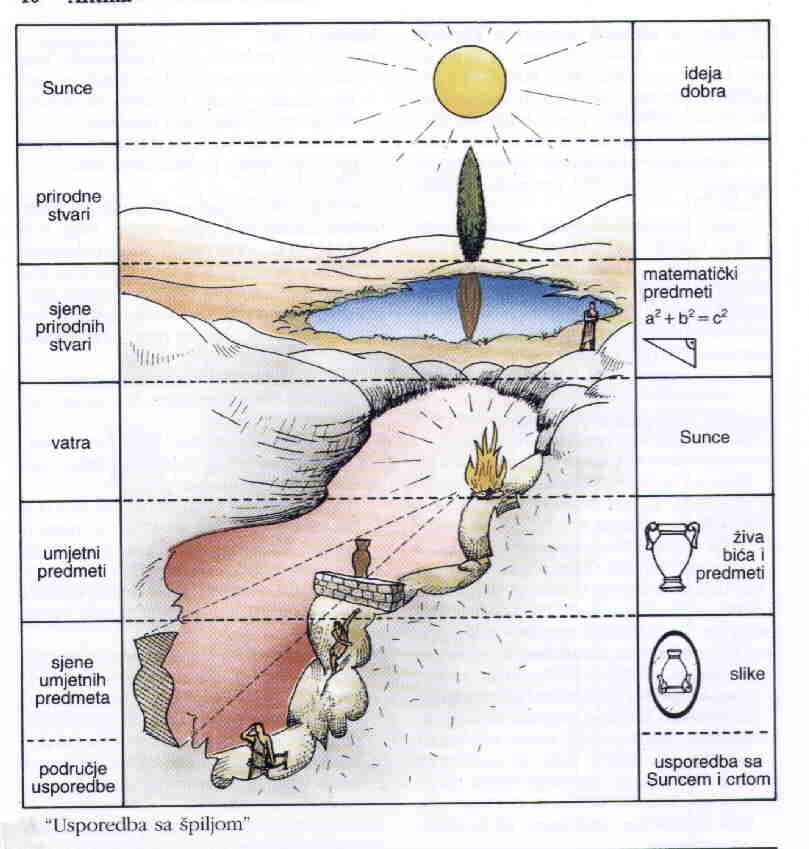 Sunce
ideja
dobra
prirodne
stvari
sjene
prirodnih
stvari
matematički
predmeti
a² + b² = c²
vatra
Sunce
umjetni
predmeti
živa
bića i
predmeti
sjene
umjetnih
predmeta
slike
područje
usporedbe
usporedba sa
Suncem i crtom
"Usporedba sa špiljom"